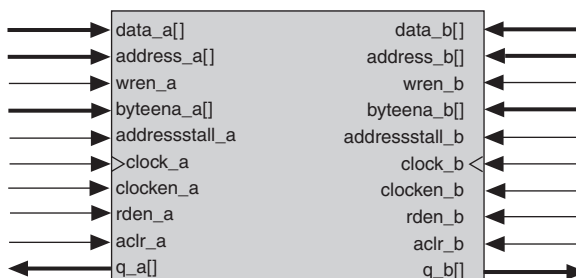 data_a[] data_b[]
address_a[] address_b[]
wren_a wren_b
byteena_a[] byteena_b[]
addressstall_a addressstall_b
clock_a clock_b
clocken_a clocken_b
rden_a rden_b
aclr_a aclr_b
q_a[] q_b[]